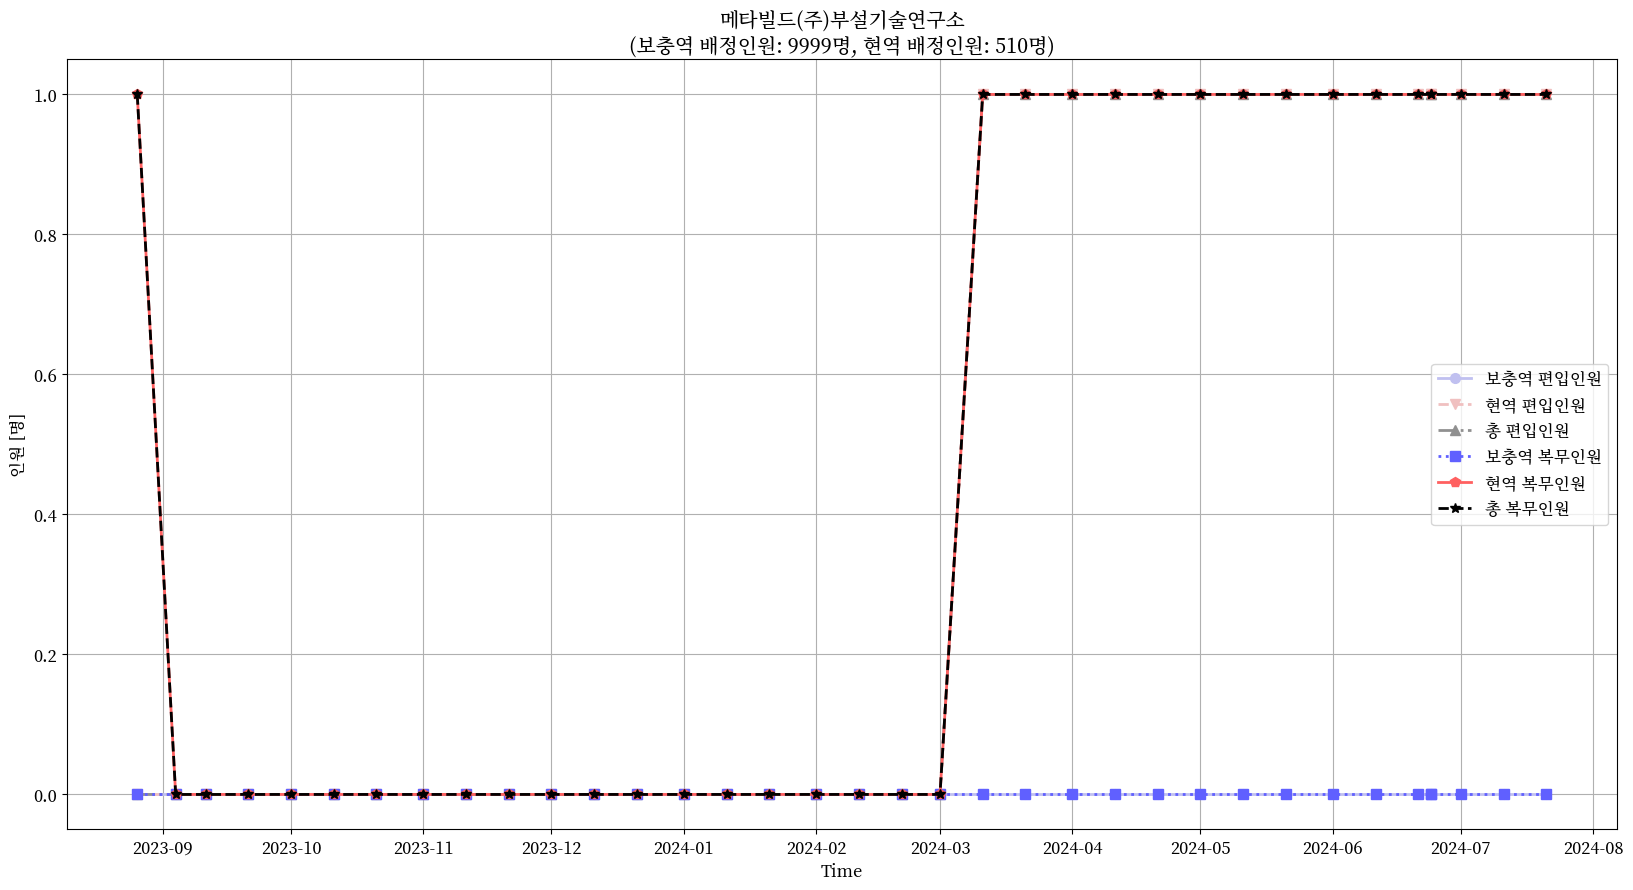 메타빌드(주)부설기술연구소
(보충역 배정인원: 9999명, 현역 배정인원: 510명)
1.0
0.8
0.6
0.4
0.2
0.0
인원 [명]
보충역 편입인원
현역 편입인원
총 편입인원
보충역 복무인원
현역 복무인원
총 복무인원
2023-09
2023-10
2023-11
2023-12
2024-01
2024-02
2024-03
2024-04
2024-05
2024-06
2024-07
2024-08
Time